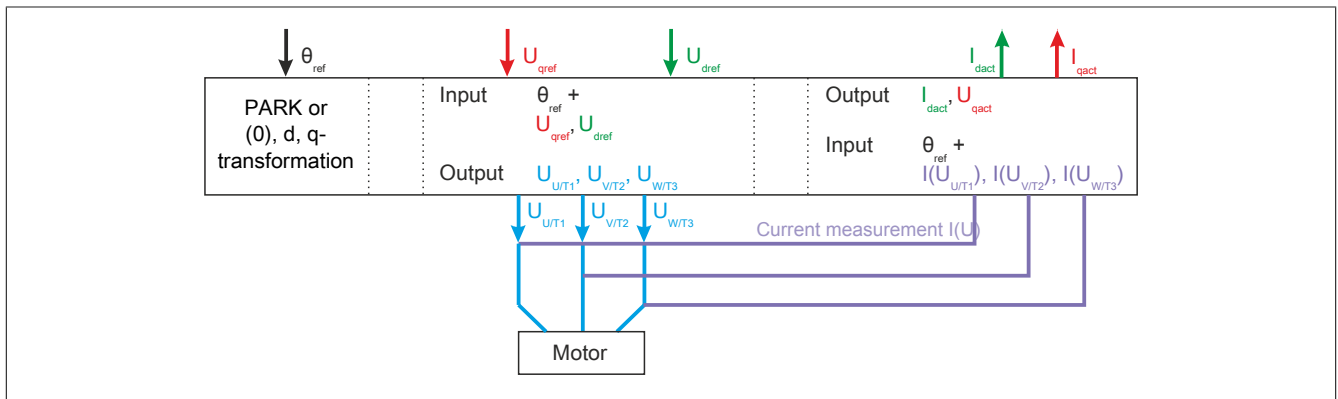 θref
Uqref
Udref
Idact
Iqact
PARK or
(0), d, q-
transformation
Input θref +
Uqref, Udref
Output UU/T1, UV/T2, UW/T3
Output Idact, Uqact
Input θref +
I(UU/T1), I(UV/T2), I(UW/T3)
UU/T1
UV/T2
UW/T3
Current measurement I(U)
Motor